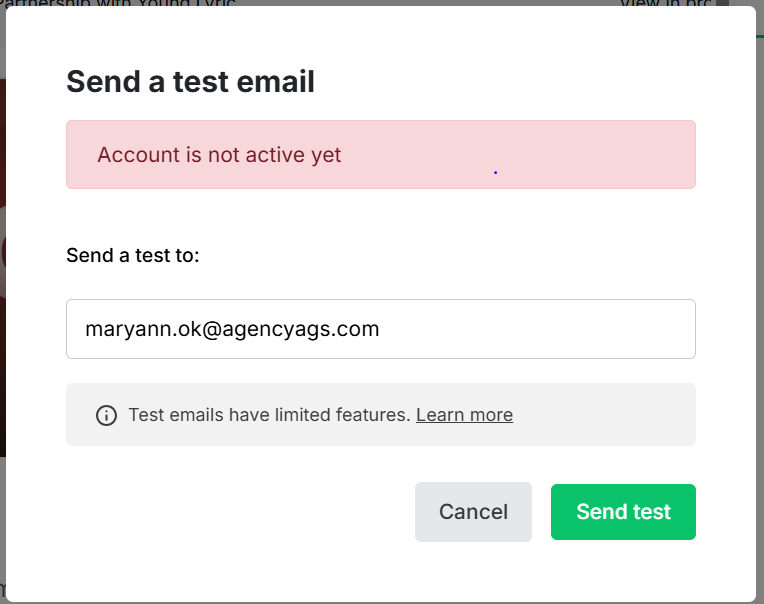 Partnership with Young Lyric
View in
Send a test email
Account is not active yet
Send a test to:
maryann.ok@agencyags.com
Test emails have limited features. Learn more
Cancel
Send test